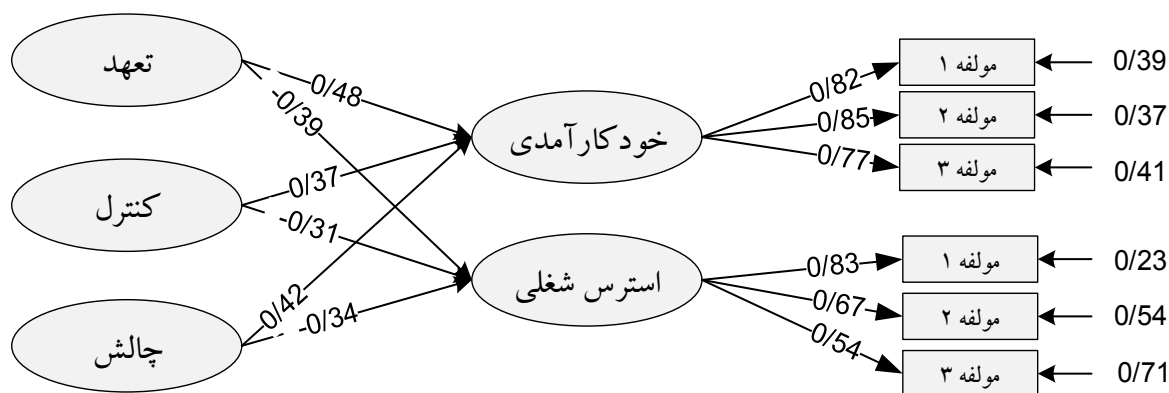 تعهد
کنترل
چالش
0/48
-0/39
0/37
-0/31
0/42
-0/34
خودکارآمدی
استرس شغلی
0/82
0/85
0/77
0/83
0/67
0/54
مولفه ۱
0/39
مولفه ۲
0/37
مولفه ۳
0/41
مولفه ۱
0/23
مولفه ۲
0/54
مولفه ۳
0/71